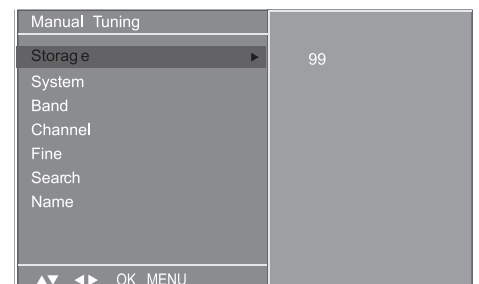 Manual Tuning
Storage ▶ 99
System
Band
Channel
Fine
Search
Name
▲▼ ◀▶ OK MENU